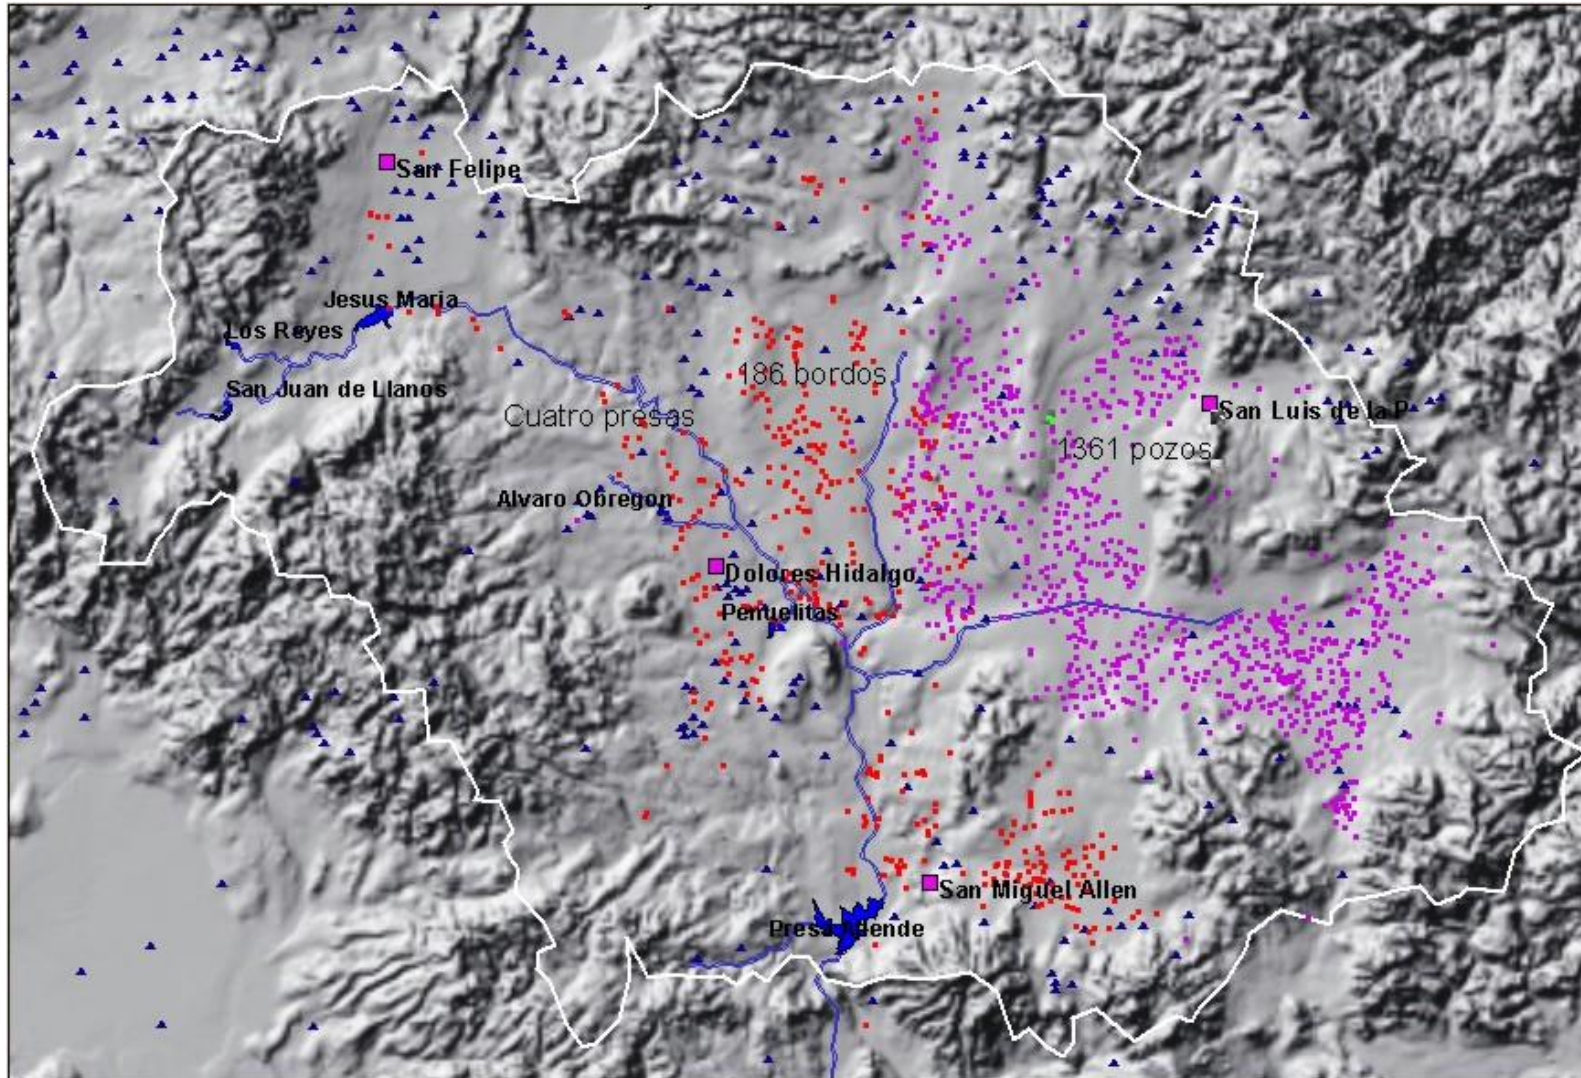 San Felipe
Jesus Maria
Los Reyes
San Juan de Llanos
186 bordos
Cuatro presas
San Luis de la P
1361 pozos
Alvaro Obregon
Dolores Hidalgo
Penuelitas
San Miguel Allen
Presa Allende